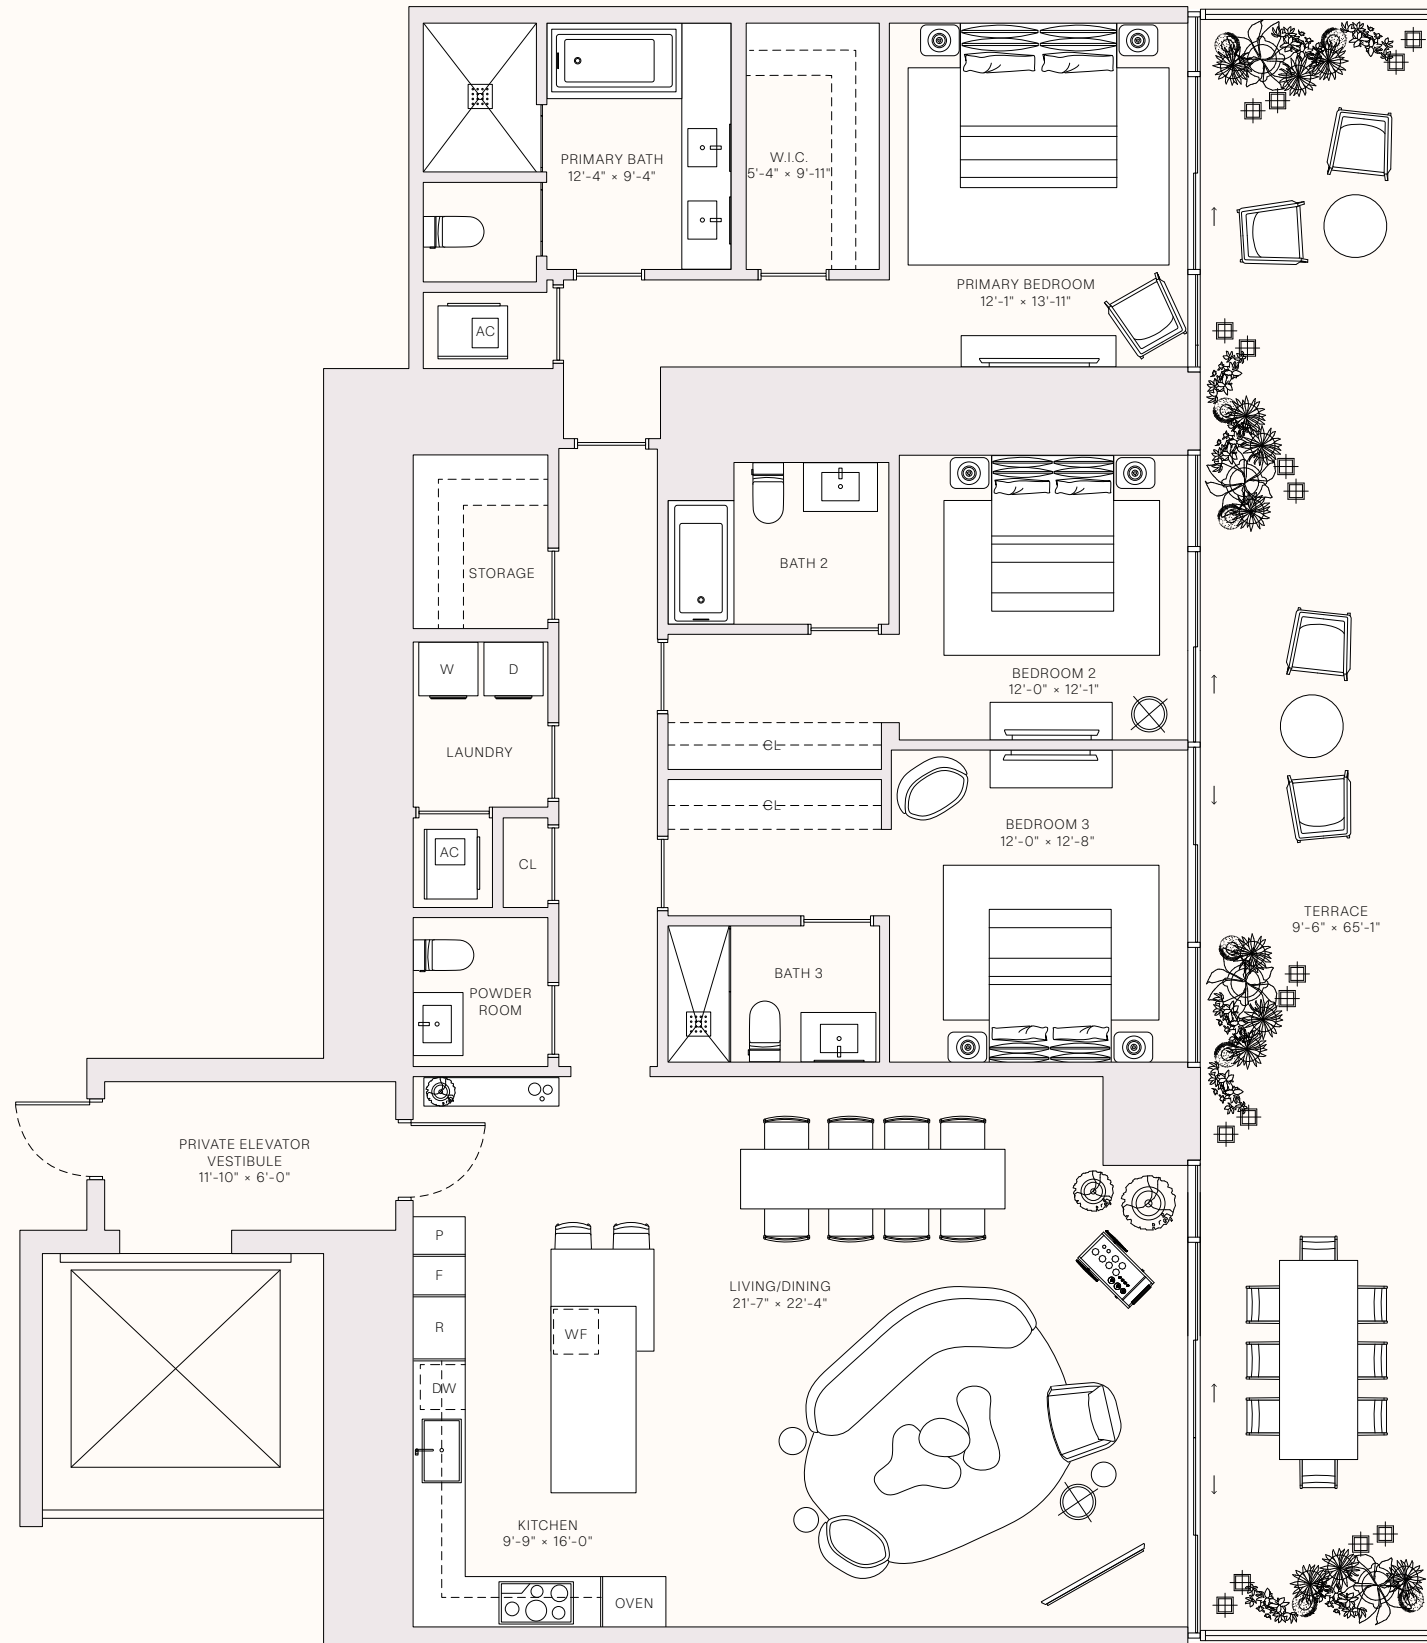 PRIMARY BATH
12'-4" × 9'-4"
W.I.C.
5'-4" × 9'-11"
PRIMARY BEDROOM
12'-1" × 13'-11"
AC
STORAGE
BATH 2
W
D
BEDROOM 2
12'-0" × 12'-1"
LAUNDRY
CL
CL
BEDROOM 3
12'-0" × 12'-8"
AC
CL
TERRACE
9'-6" × 65'-1"
POWDER
ROOM
BATH 3
PRIVATE ELEVATOR
VESTIBULE
11'-10" × 6'-0"
P
F
R
DW
WF
LIVING/DINING
21'-7" × 22'-4"
KITCHEN
9'-9" × 16'-0"
OVEN